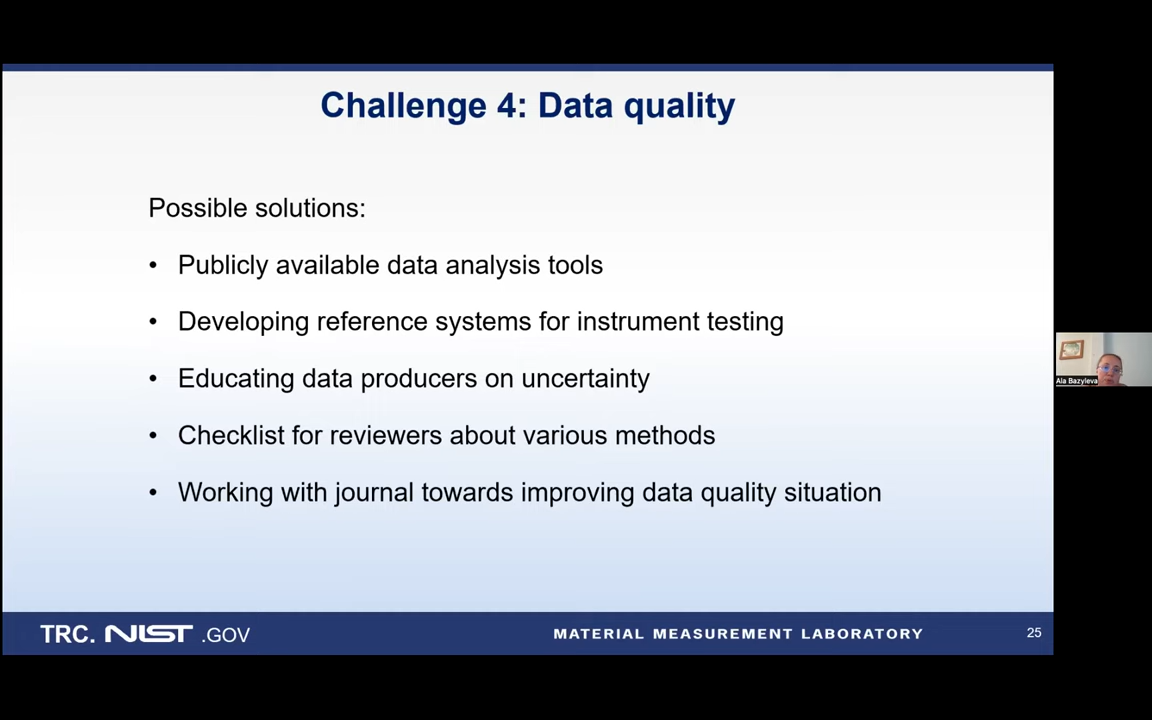 Challenge 4: Data quality
Possible solutions:
• Publicly available data analysis tools
• Developing reference systems for instrument testing
• Educating data producers on uncertainty
• Checklist for reviewers about various methods
• Working with journal towards improving data quality situation
Ala Bazyleva
TRC. NIST .GOV
MATERIAL MEASUREMENT LABORATORY
25